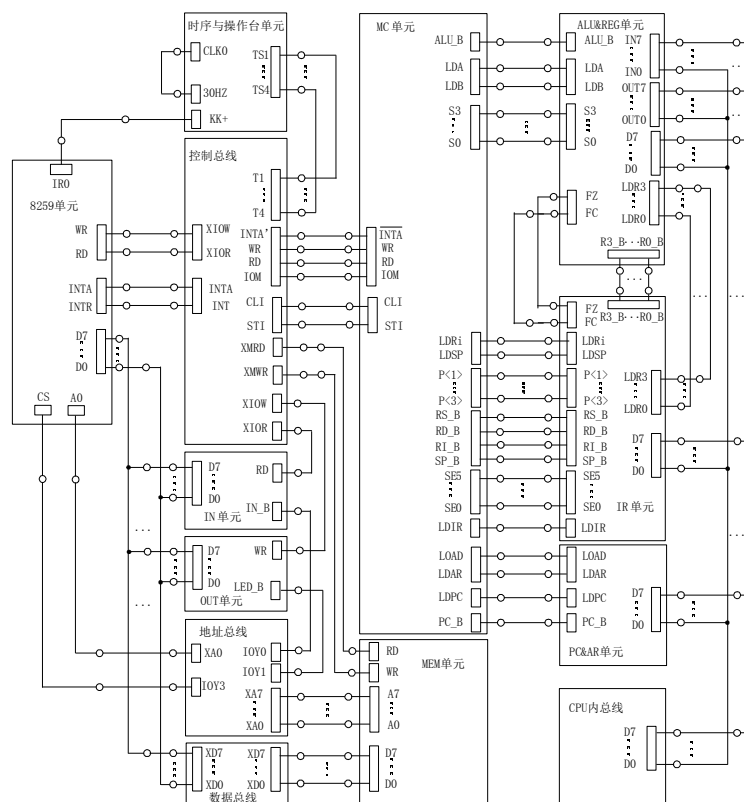 时序与操作台单元
CLK0
30HZ
KK+
TS1
TS4
IR0
8259单元
WR
RD
INTA
INTR
D7
D0
CS
A0
控制总线
T1
T4
XIOW
XIOR
INTA'
WR
RD
IOM
INTA
INT
CLI
STI
XMRD
XMWR
XIOW
XIOR
D7
D0
RD
IN_B
IN单元
D7
D0
WR
LED_B
OUT单元
...
...
地址总线
XA0
IOY0
IOY1
IOY3
XA7
XA0
XD7
XD0
XD7
XD0
数据总线
MC单元
ALU_B
LDA
LDB
S3
S0
INTA
WR
RD
IOM
CLI
STI
LDRi
LDSP
P<1>
P<3>
RS_B
RD_B
RI_B
SP_B
SE5
SE0
LDIR
LOAD
LDAR
LDPC
PC_B
RD
WR
MEM单元
A7
A0
D7
D0
ALU&REG单元
ALU_B
LDA
LDB
S3
S0
IN7
IN0
OUT7
OUT0
D7
D0
FZ
FC
LDR3
LDR0
R3_B···R0_B
...
FZ
FC
R3_B···R0_B
LDRi
LDSP
P<1>
P<3>
RS_B
RD_B
RI_B
SP_B
SE5
SE0
LDIR
LDR3
LDR0
D7
D0
IR单元
LOAD
LDAR
LDPC
PC_B
D7
D0
PC&AR单元
CPU内总线
D7
D0
...
...
...
...
...
...